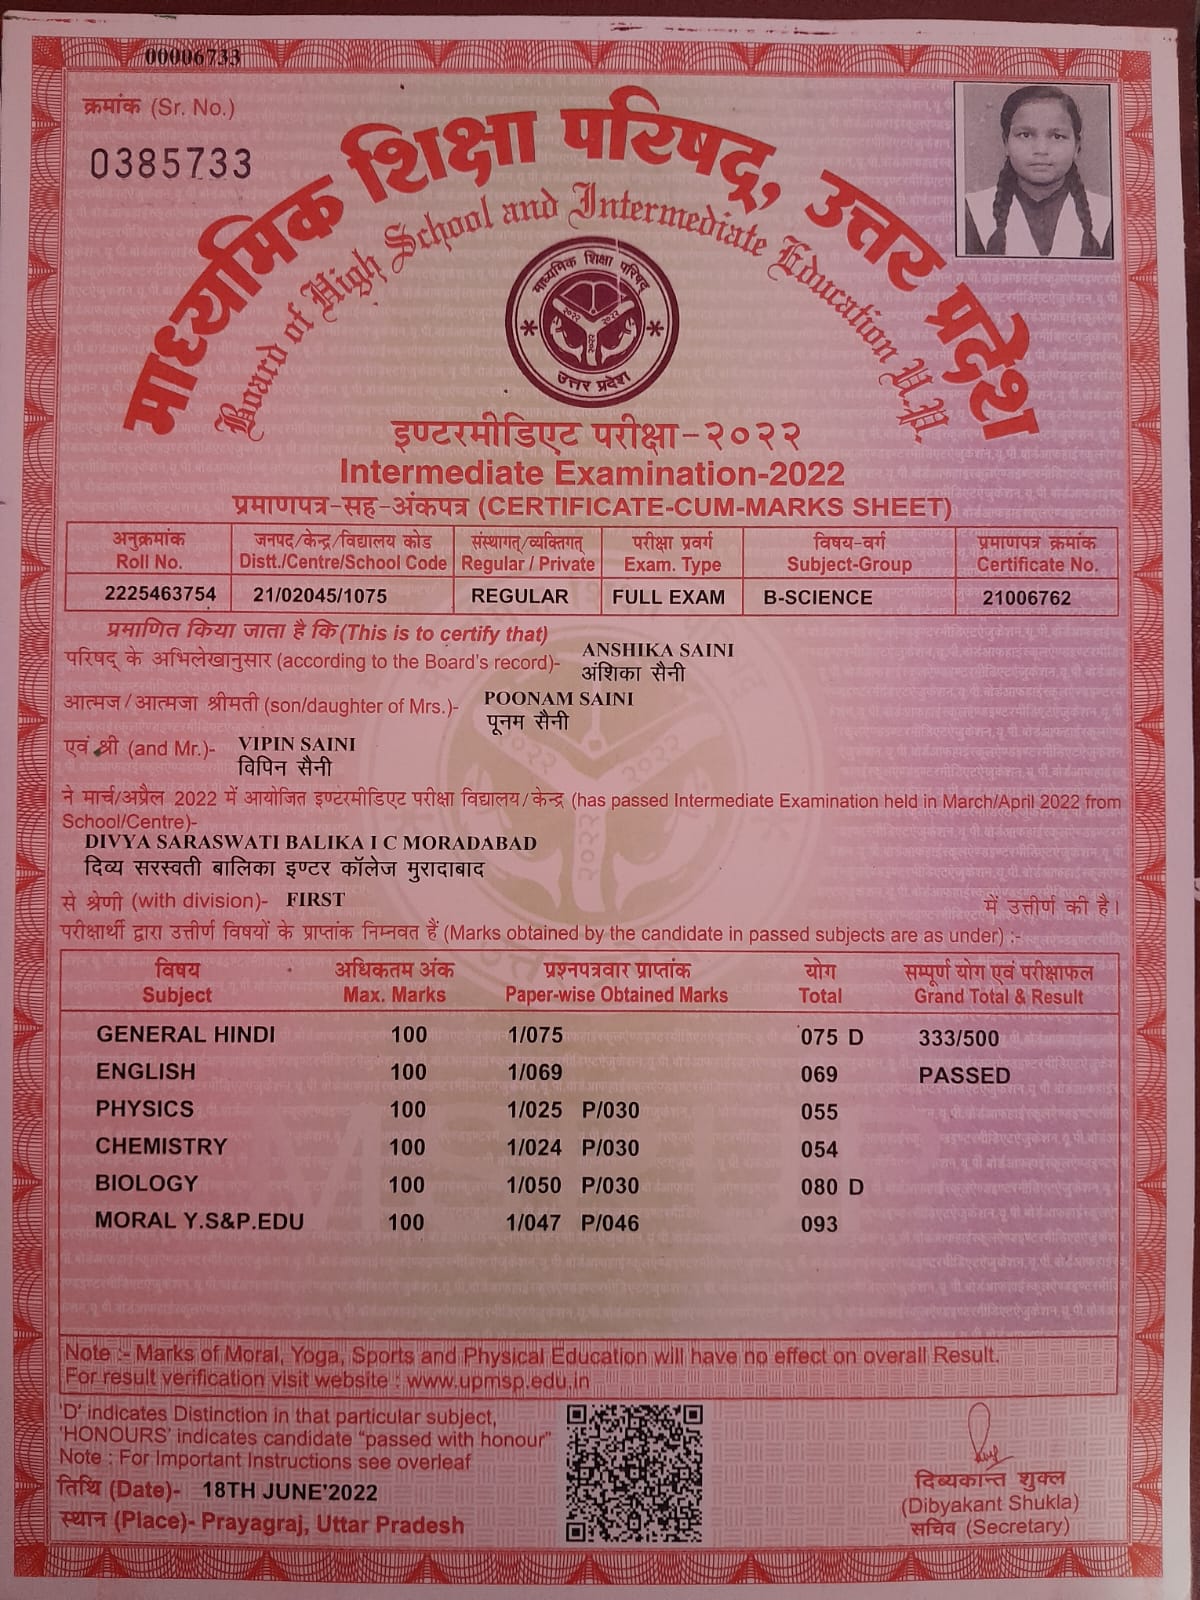 00006733
क्रमांक (Sr. No.)
0385733
माध्यमिक शिक्षा परिषद्, उत्तर प्रदेश
Board of High School and Intermediate Education U.P.
माध्यमिक शिक्षा परिषद्
२०२२ २०२२
२०२२
उत्तर प्रदेश
इण्टरमीडिएट परीक्षा-२०२२
Intermediate Examination-2022
प्रमाणपत्र-सह-अंकपत्र (CERTIFICATE-CUM-MARKS SHEET)
अनुक्रमांक जनपद/केन्द्र/विद्यालय कोड संस्थागत्/व्यक्तिगत् परीक्षा प्रवर्ग विषय-वर्ग प्रमाणपत्र क्रमांक
Roll No. Distt./Centre/School Code Regular / Private Exam. Type Subject-Group Certificate No.
2225463754 21/02045/1075 REGULAR FULL EXAM B-SCIENCE 21006762
प्रमाणित किया जाता है कि (This is to certify that)
ANSHIKA SAINI
परिषद् के अभिलेखानुसार (according to the Board's record)- अंशिका सैनी
आत्मज/आत्मजा श्रीमती (son/daughter of Mrs.)- POONAM SAINI
पूनम सैनी
एवं श्री (and Mr.)- VIPIN SAINI
विपिन सैनी
ने मार्च/अप्रैल 2022 में आयोजित इण्टरमीडिएट परीक्षा विद्यालय/केन्द्र (has passed Intermediate Examination held in March/April 2022 from
School/Centre)-
DIVYA SARASWATI BALIKA I C MORADABAD
दिव्य सरस्वती बालिका इण्टर कॉलेज मुरादाबाद
से श्रेणी (with division)- FIRST में उत्तीर्ण की है।
परीक्षार्थी द्वारा उत्तीर्ण विषयों के प्राप्तांक निम्नवत हैं (Marks obtained by the candidate in passed subjects are as under) :-
विषय अधिकतम अंक प्रश्नपत्रवार प्राप्तांक योग सम्पूर्ण योग एवं परीक्षाफल
Subject Max. Marks Paper-wise Obtained Marks Total Grand Total & Result
GENERAL HINDI 100 1/075 075 D 333/500
ENGLISH 100 1/069 069 PASSED
PHYSICS 100 1/025 P/030 055
CHEMISTRY 100 1/024 P/030 054
BIOLOGY 100 1/050 P/030 080 D
MORAL Y.S&P.EDU 100 1/047 P/046 093
Note :- Marks of Moral, Yoga, Sports and Physical Education will have no effect on overall Result.
For result verification visit website : www.upmsp.edu.in
'D' indicates Distinction in that particular subject,
'HONOURS' indicates candidate "passed with honour"
Note : For Important Instructions see overleaf
तिथि (Date)- 18TH JUNE'2022
स्थान (Place)- Prayagraj, Uttar Pradesh
दिव्यकान्त शुक्ल
(Dibyakant Shukla)
सचिव (Secretary)